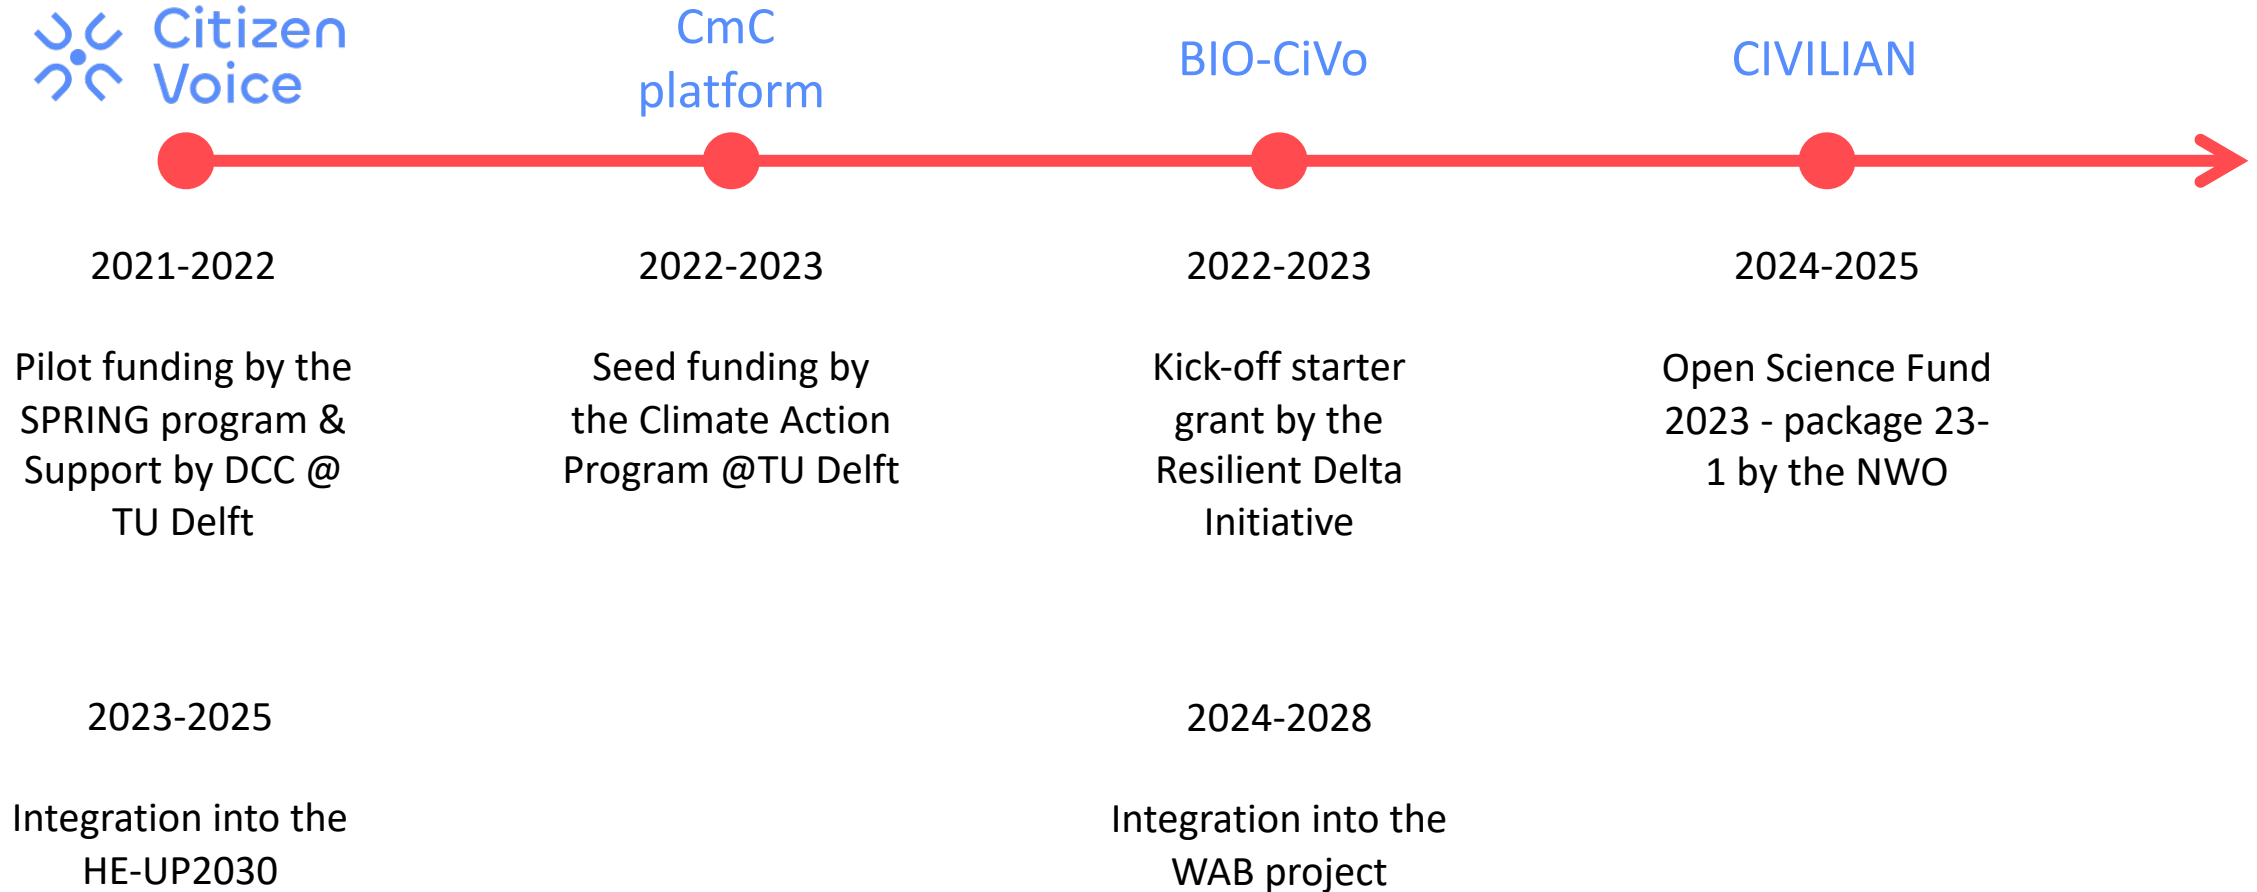 Citizen
Voice
CmC
platform
BIO-CiVo
CIVILIAN
2021-2022
2022-2023
2022-2023
2024-2025
Pilot funding by the
SPRING program &
Support by DCC @
TU Delft
Seed funding by
the Climate Action
Program @TU Delft
Kick-off starter
grant by the
Resilient Delta
Initiative
Open Science Fund
2023 - package 23-
1 by the NWO
2023-2025
Integration into the
HE-UP2030
2024-2028
Integration into the
WAB project